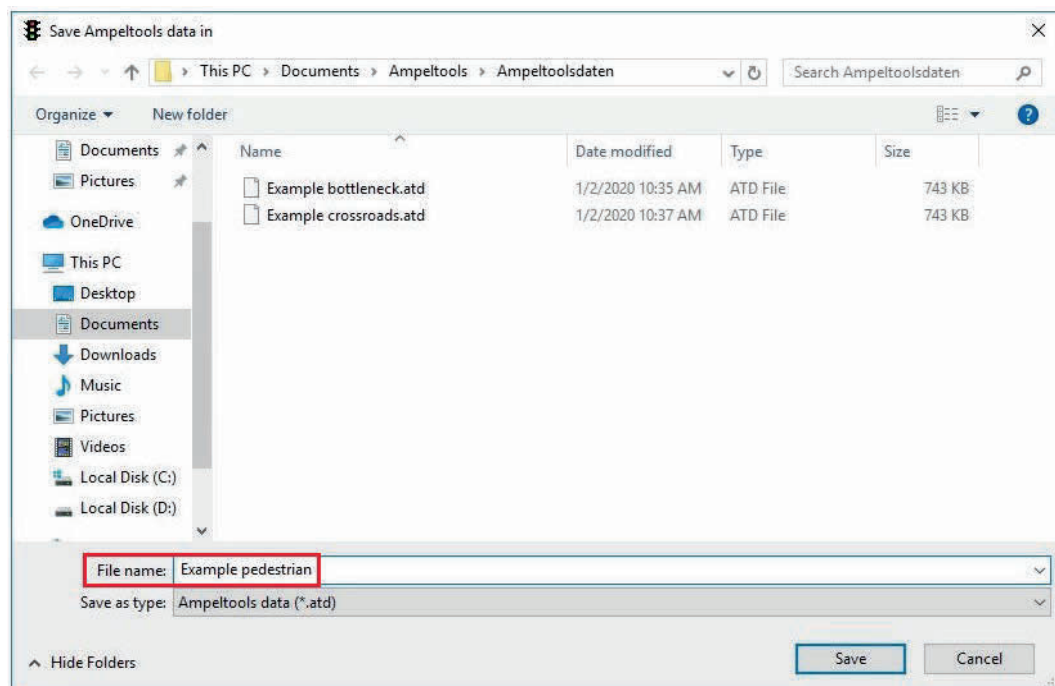 Save Ampeltools data in
This PC > Documents > Ampeltools > Ampeltoolsdaten
Search Ampeltoolsdaten
Organize
New folder
Name
Date modified
Type
Size
Documents
Pictures
OneDrive
This PC
Desktop
Documents
Downloads
Music
Pictures
Videos
Local Disk (C:)
Local Disk (D:)
Example bottleneck.atd 1/2/2020 10:35 AM ATD File 743 KB
Example crossroads.atd 1/2/2020 10:37 AM ATD File 743 KB
File name: Example pedestrian
Save as type: Ampeltools data (*.atd)
Hide Folders
Save
Cancel